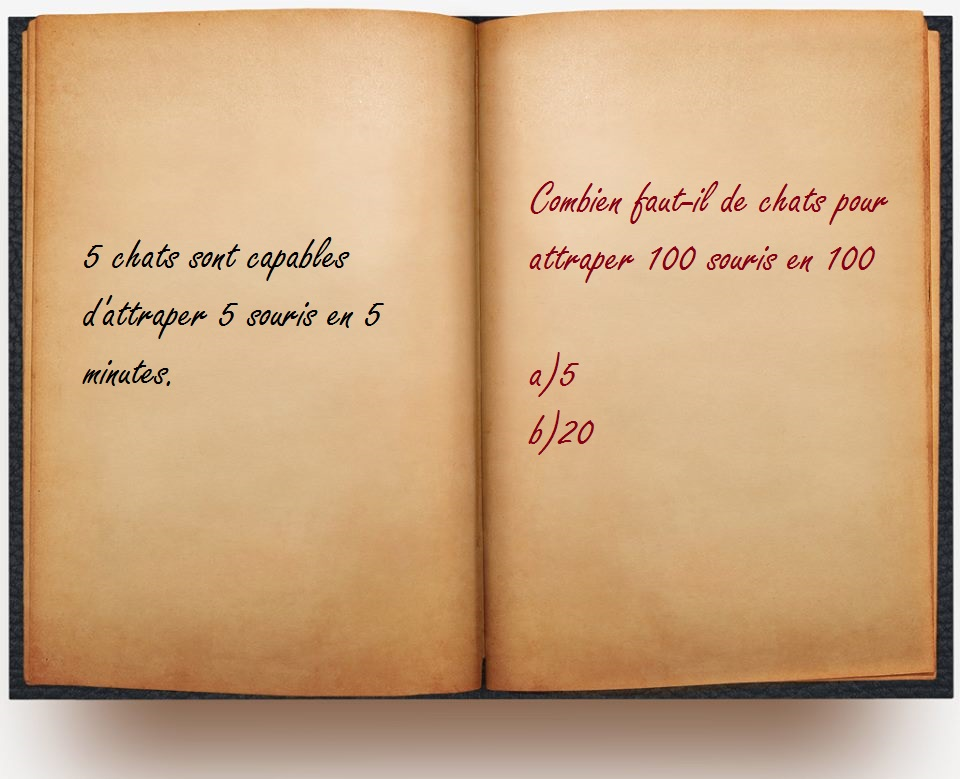 5 chats sont capables
d'attraper 5 souris en 5
minutes.
Combien faut-il de chats pour
attraper 100 souris en 100
a)5
b)20